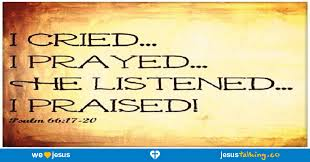 I CRIED...
I PRAYED...
HE LISTENED...
I PRAISED!
Psalm 66:17-20
we jesus
jesustalking.co